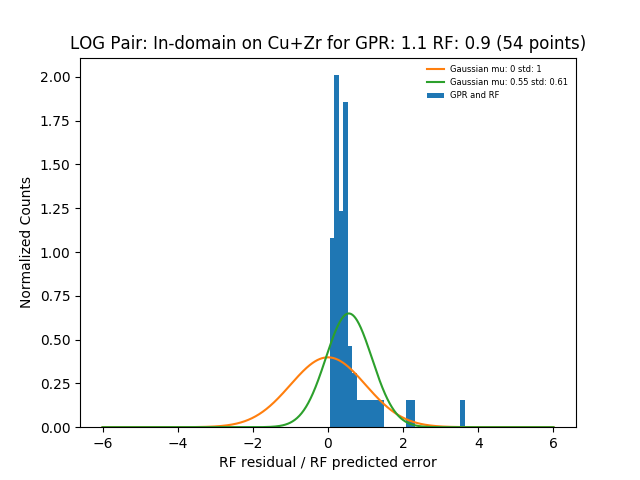 LOG Pair: In-domain on Cu+Zr for GPR: 1.1 RF: 0.9 (54 points)
Gaussian mu: 0 std: 1
Gaussian mu: 0.55 std: 0.61
GPR and RF
Normalized Counts
2.00
1.75
1.50
1.25
1.00
0.75
0.50
0.25
0.00
−6 −4 −2 0 2 4 6
RF residual / RF predicted error